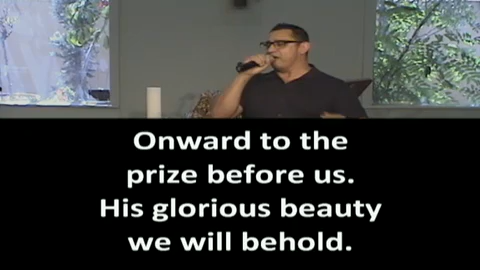 Onward to the
prize before us.
His glorious beauty
we will behold.